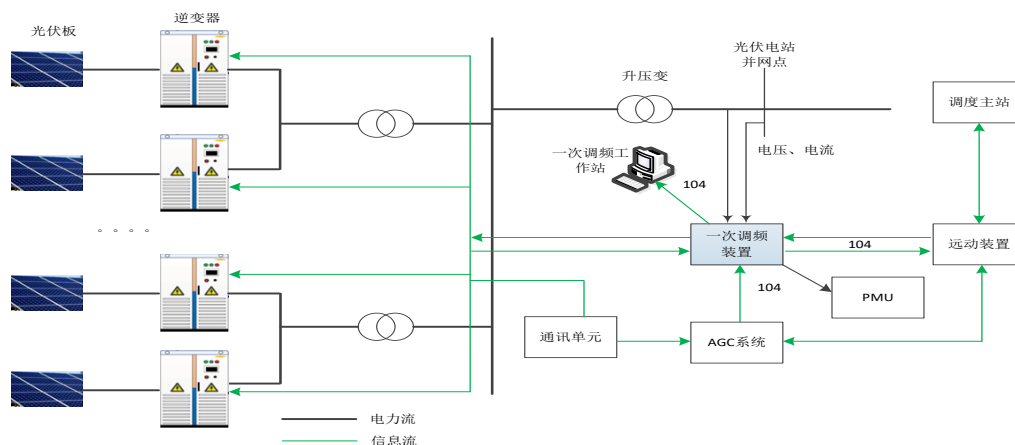 光伏板
逆变器
光伏电站
并网点
升压变
调度主站
一次调频工
作站
电压、电流
104
一次调频
装置
104
远动装置
104
PMU
通讯单元
AGC系统
电力流
信息流